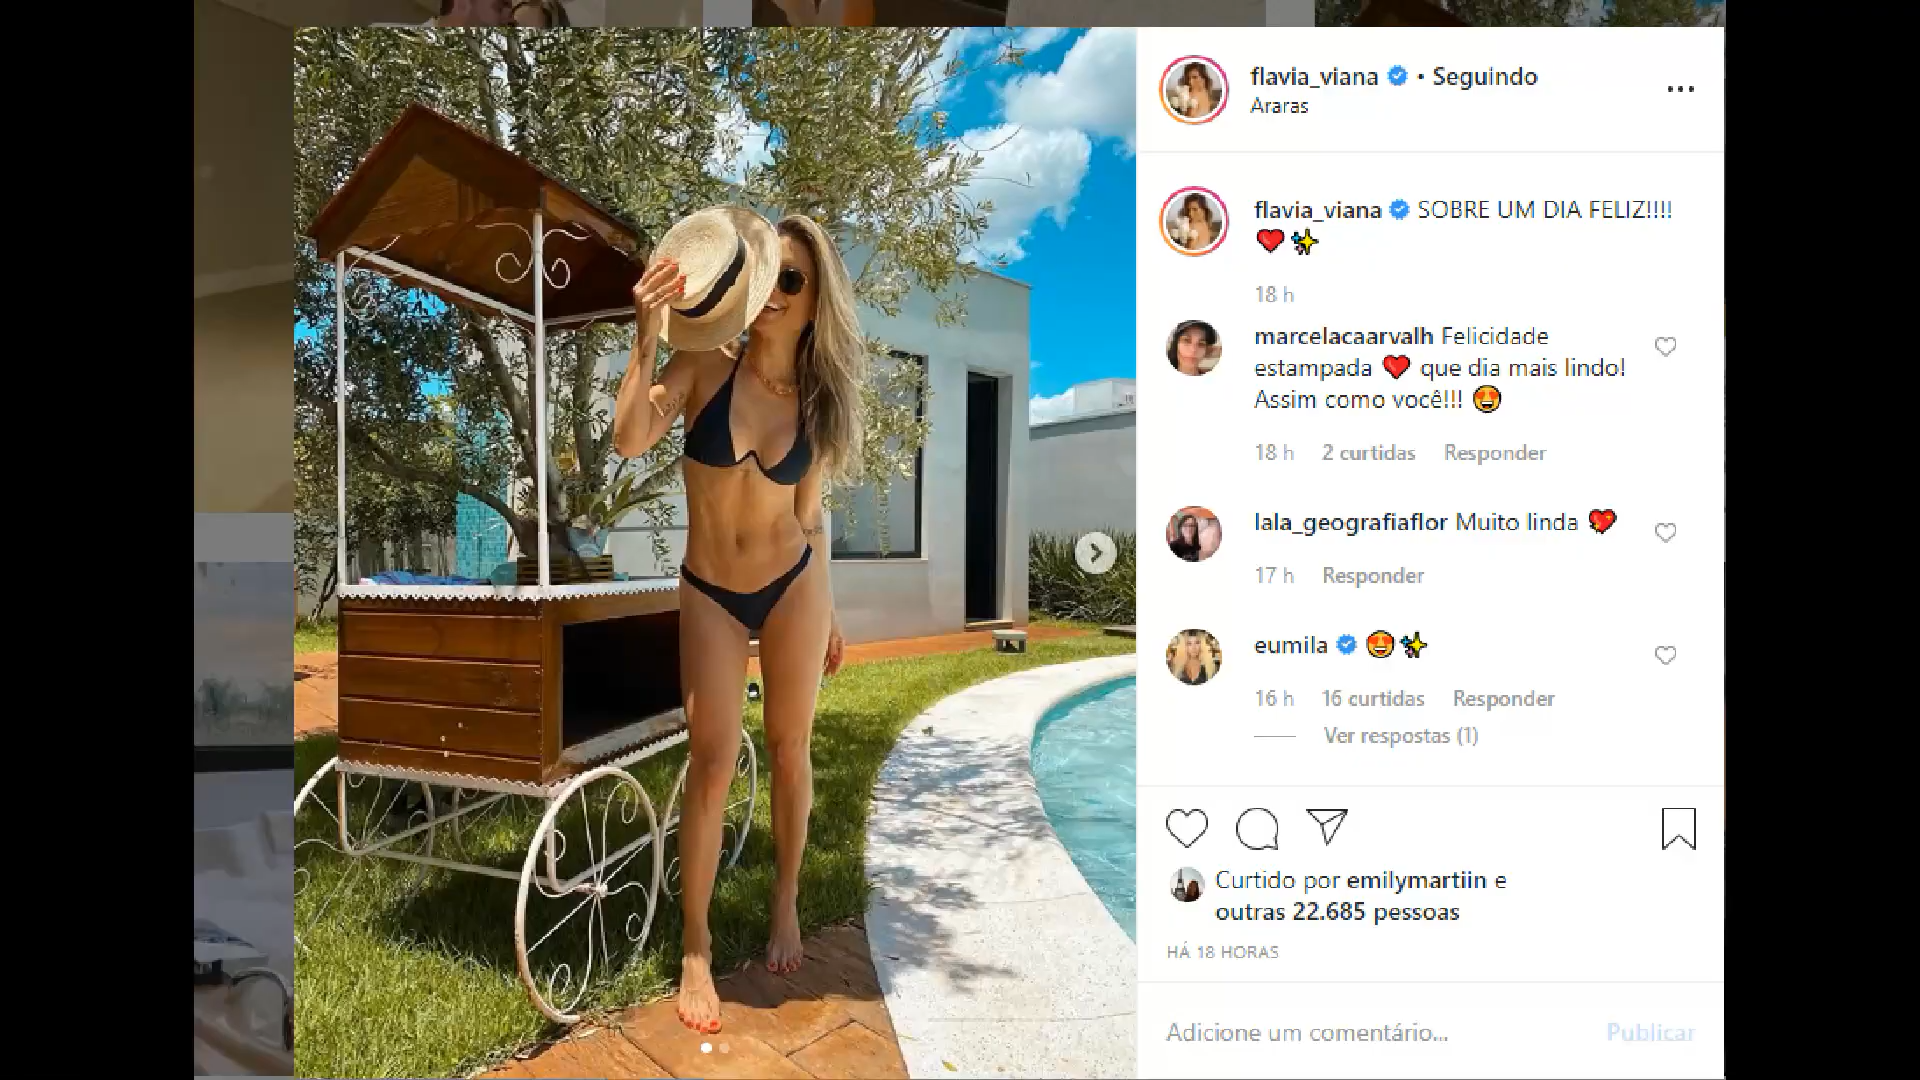 flavia_viana • Seguindo
Araras
flavia_viana SOBRE UM DIA FELIZ!!!!
❤️✨
18 h
marcelacaarvalh Felicidade
estampada ❤️ que dia mais lindo!
Assim como você!!! 😍
18 h 2 curtidas Responder
lala_geografiaflor Muito linda 💖
17 h Responder
eumila 😍✨
16 h 16 curtidas Responder
Ver respostas (1)
Curtido por emilymartiin e
outras 22.685 pessoas
HÁ 18 HORAS
Adicione um comentário... Publicar